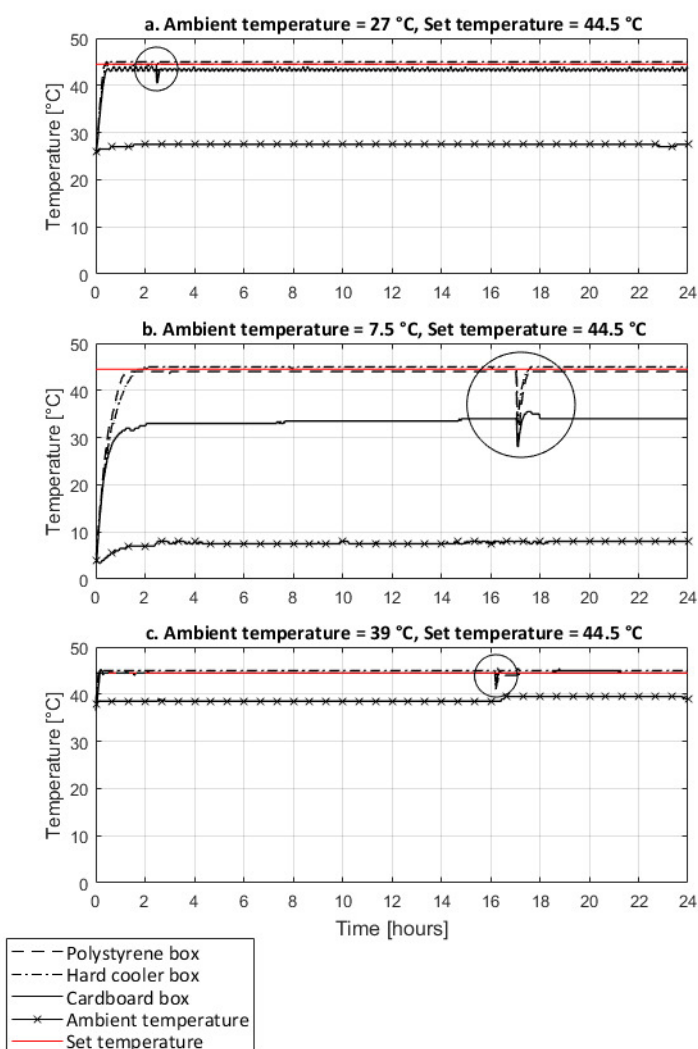 a. Ambient temperature = 27 °C, Set temperature = 44.5 °C
50
40
30
20
10
0
Temperature [°C]
0 2 4 6 8 10 12 14 16 18 20 22 24
b. Ambient temperature = 7.5 °C, Set temperature = 44.5 °C
50
40
30
20
10
0
Temperature [°C]
0 2 4 6 8 10 12 14 16 18 20 22 24
c. Ambient temperature = 39 °C, Set temperature = 44.5 °C
50
40
30
20
10
0
Temperature [°C]
0 2 4 6 8 10 12 14 16 18 20 22 24
Time [hours]
Polystyrene box
Hard cooler box
Cardboard box
Ambient temperature
Set temperature